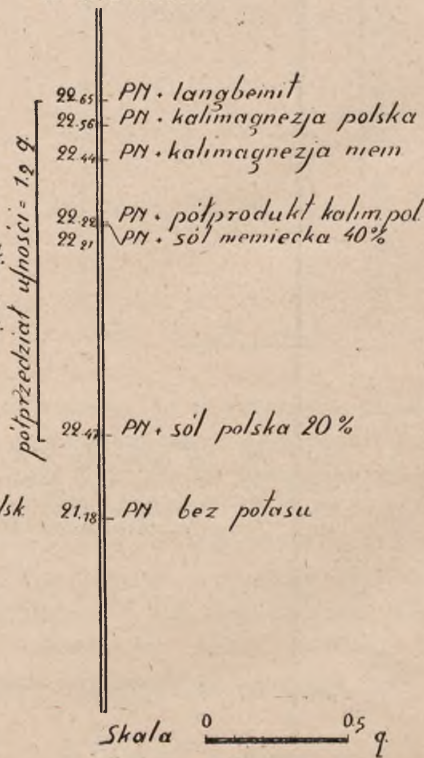 22.65 PN + langbeinit
22.56 PN + kalimagnezja polska
22.44 PN + kalimagnezja niem
22.22 PN + półprodukt kalim. pol.
22.21 PN + sól niemiecka 40%
półprzedział ufności = 1.2 q.
22.47 PN + sól polska 20%
21.18 PN bez potasu
Skala 0 0,5 q.